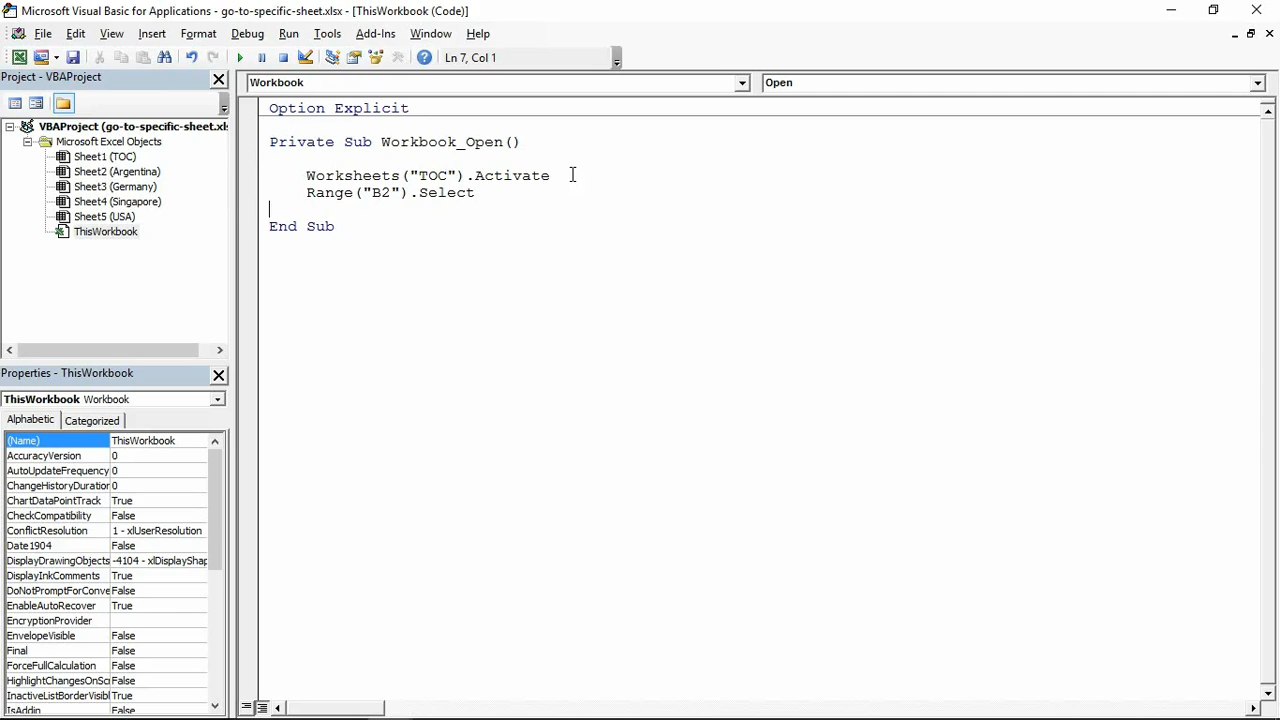 Microsoft Visual Basic for Applications - go-to-specific-sheet.xlsx - [ThisWorkbook (Code)]
File Edit View Insert Format Debug Run Tools Add-Ins Window Help
Ln 7, Col 1
Project - VBAProject
Workbook
Open
VBAProject (go-to-specific-sheet.xls
Microsoft Excel Objects
Sheet1 (TOC)
Sheet2 (Argentina)
Sheet3 (Germany)
Sheet4 (Singapore)
Sheet5 (USA)
ThisWorkbook
Option Explicit
Private Sub Workbook_Open()
Worksheets("TOC").Activate
Range("B2").Select
End Sub
Properties - ThisWorkbook
ThisWorkbook Workbook
Alphabetic Categorized
(Name) ThisWorkbook
AccuracyVersion 0
AutoUpdateFrequency 0
ChangeHistoryDuration 0
ChartDataPointTrack True
CheckCompatibility False
ConflictResolution 1 - xlUserResolution
Date1904 False
DisplayDrawingObjects -4104 - xlDisplayShap
DisplayInkComments True
DoNotPromptForConve False
EnableAutoRecover True
EncryptionProvider
EnvelopeVisible False
Final False
ForceFullCalculation False
HighlightChangesOnSc False
InactiveListBorderVisibl True
IsAddin False